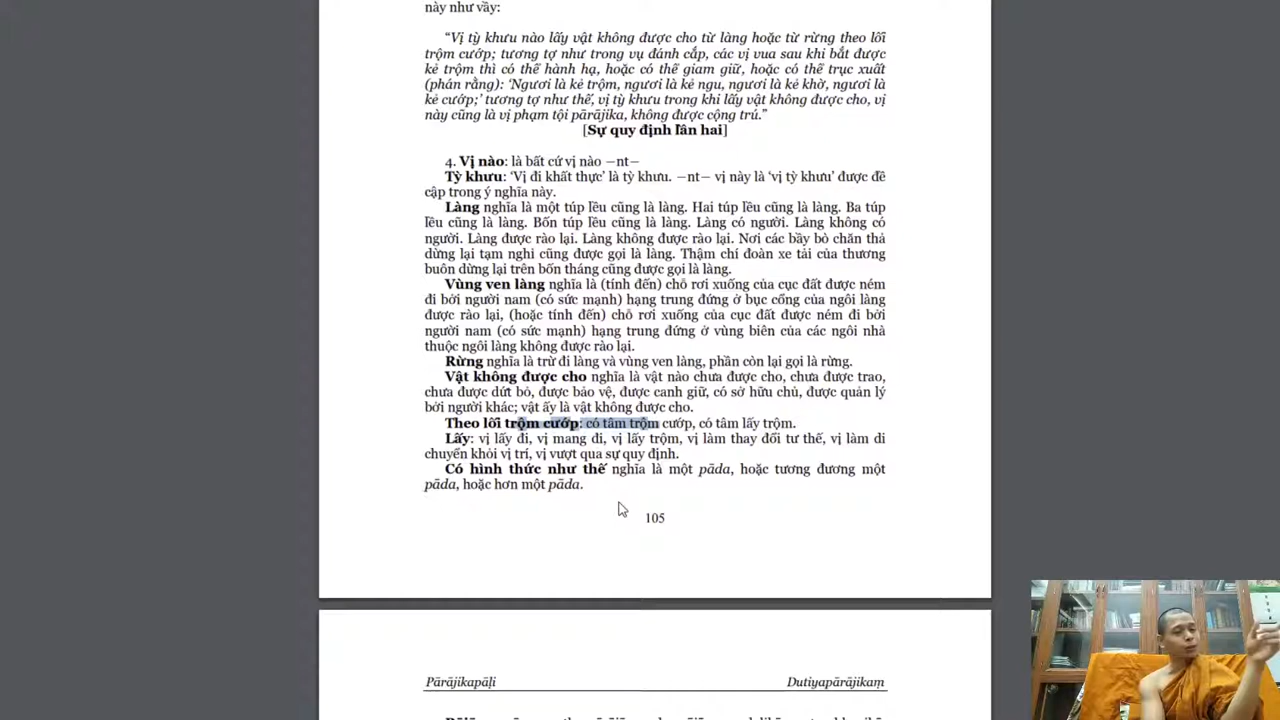 này như vầy:
“Vị tỳ khưu nào lấy vật không được cho từ làng hoặc từ rừng theo lối
trộm cướp; tương tợ như trong vụ đánh cắp, các vị vua sau khi bắt được
kẻ trộm thì có thể hành hạ, hoặc có thể giam giữ, hoặc có thể trục xuất
(phán rằng): ‘Ngươi là kẻ trộm, ngươi là kẻ ngu, ngươi là kẻ khờ, ngươi là
kẻ cướp;’ tương tợ như thế, vị tỳ khưu trong khi lấy vật không được cho, vị
này cũng là vị phạm tội pārājika, không được cộng trú.”
[Sự quy định lần hai]
4. Vị nào: là bất cứ vị nào –nt–
Tỳ khưu: ‘Vị đi khất thực’ là tỳ khưu. –nt– vị này là ‘vị tỳ khưu’ được đề
cập trong ý nghĩa này.
Làng nghĩa là một túp lều cũng là làng. Hai túp lều cũng là làng. Ba túp
lều cũng là làng. Bốn túp lều cũng là làng. Làng có người. Làng không có
người. Làng được rào lại. Làng không được rào lại. Nơi các bầy bò chăn thả
dừng lại tạm nghi cũng được gọi là làng. Thậm chí đoàn xe tải của thương
buôn dừng lại trên bốn tháng cũng được gọi là làng.
Vùng ven làng nghĩa là (tính đến) chỗ rơi xuống của cục đất được ném
đi bởi người nam (có sức mạnh) hạng trung đứng ở bục cổng của ngôi làng
được rào lại, (hoặc tính đến) chỗ rơi xuống của cục đất được ném đi bởi
người nam (có sức mạnh) hạng trung đứng ở vùng biên của các ngôi nhà
thuộc ngôi làng không được rào lại.
Rừng nghĩa là trừ đi làng và vùng ven làng, phần còn lại gọi là rừng.
Vật không được cho nghĩa là vật nào chưa được cho, chưa được trao,
chưa được dứt bỏ, được bảo vệ, được canh giữ, có sở hữu chủ, được quản lý
bởi người khác; vật ấy là vật không được cho.
Theo lối trộm cướp: có tâm trộm cướp, có tâm lấy trộm.
Lấy: vị lấy đi, vị mang đi, vị lấy trộm, vị làm thay đổi tư thế, vị làm di
chuyển khỏi vị trí, vị vượt qua sự quy định.
Có hình thức như thế nghĩa là một pāda, hoặc tương đương một
pāda, hoặc hơn một pāda.
105
Pārājikapāḷi Dutiyapārājikaṃ